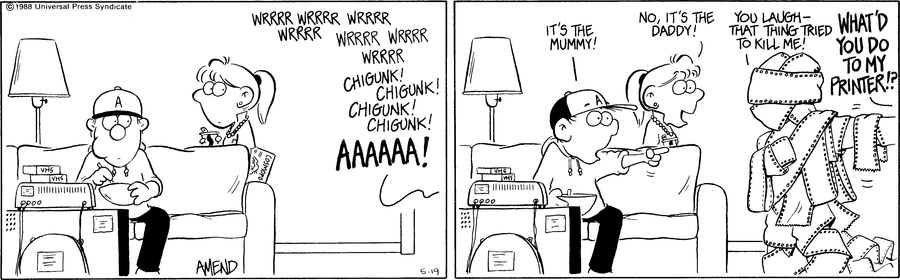 ©1988 Universal Press Syndicate
WRRRR WRRRR WRRRR
WRRRR WRRRR WRRRR
WRRRR
CHIGUNK!
CHIGUNK!
CHIGUNK!
CHIGUNK!
AAAAAA!
A
VHS
VHS
AMEND
5-19
IT'S THE
MUMMY!
NO, IT'S THE
DADDY!
YOU LAUGH—
THAT THING TRIED
TO KILL ME!
WHAT'D
YOU DO
TO MY
PRINTER!?
A
VHS
VHS